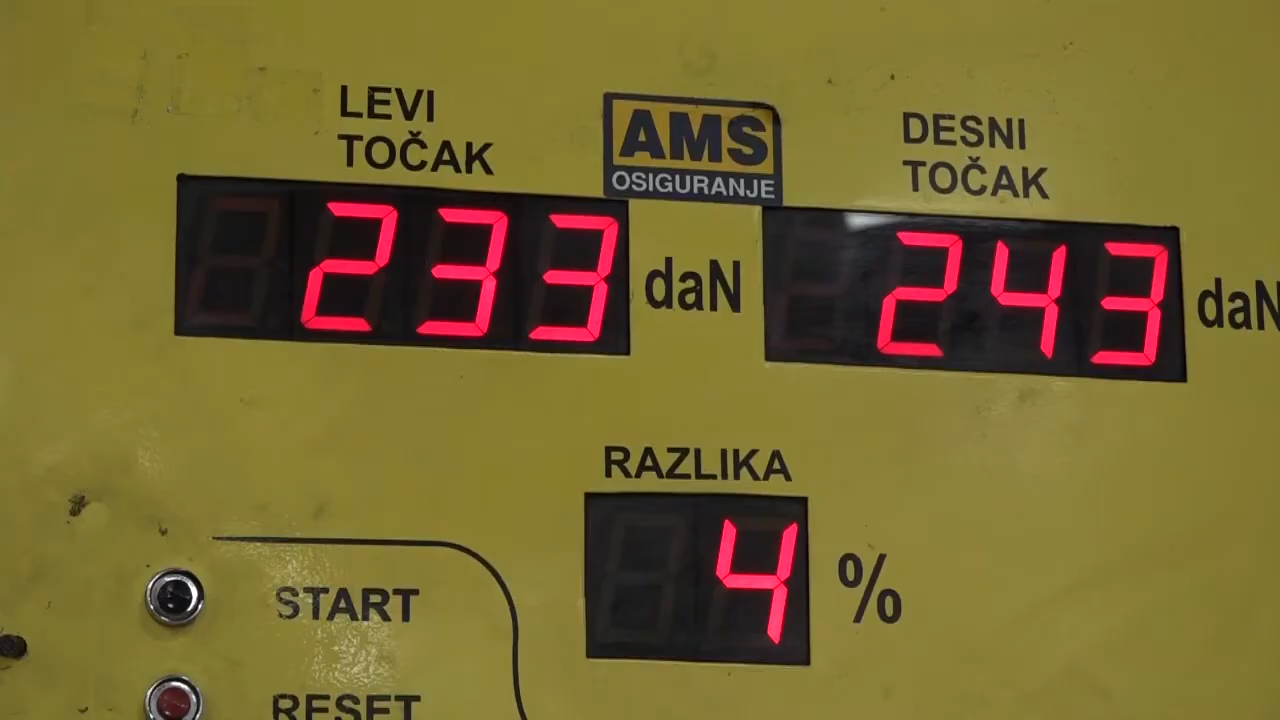 LEVI
TOČAK
AMS
OSIGURANJE
DESNI
TOČAK
233 daN
243 daN
RAZLIKA
4 %
START
RESET